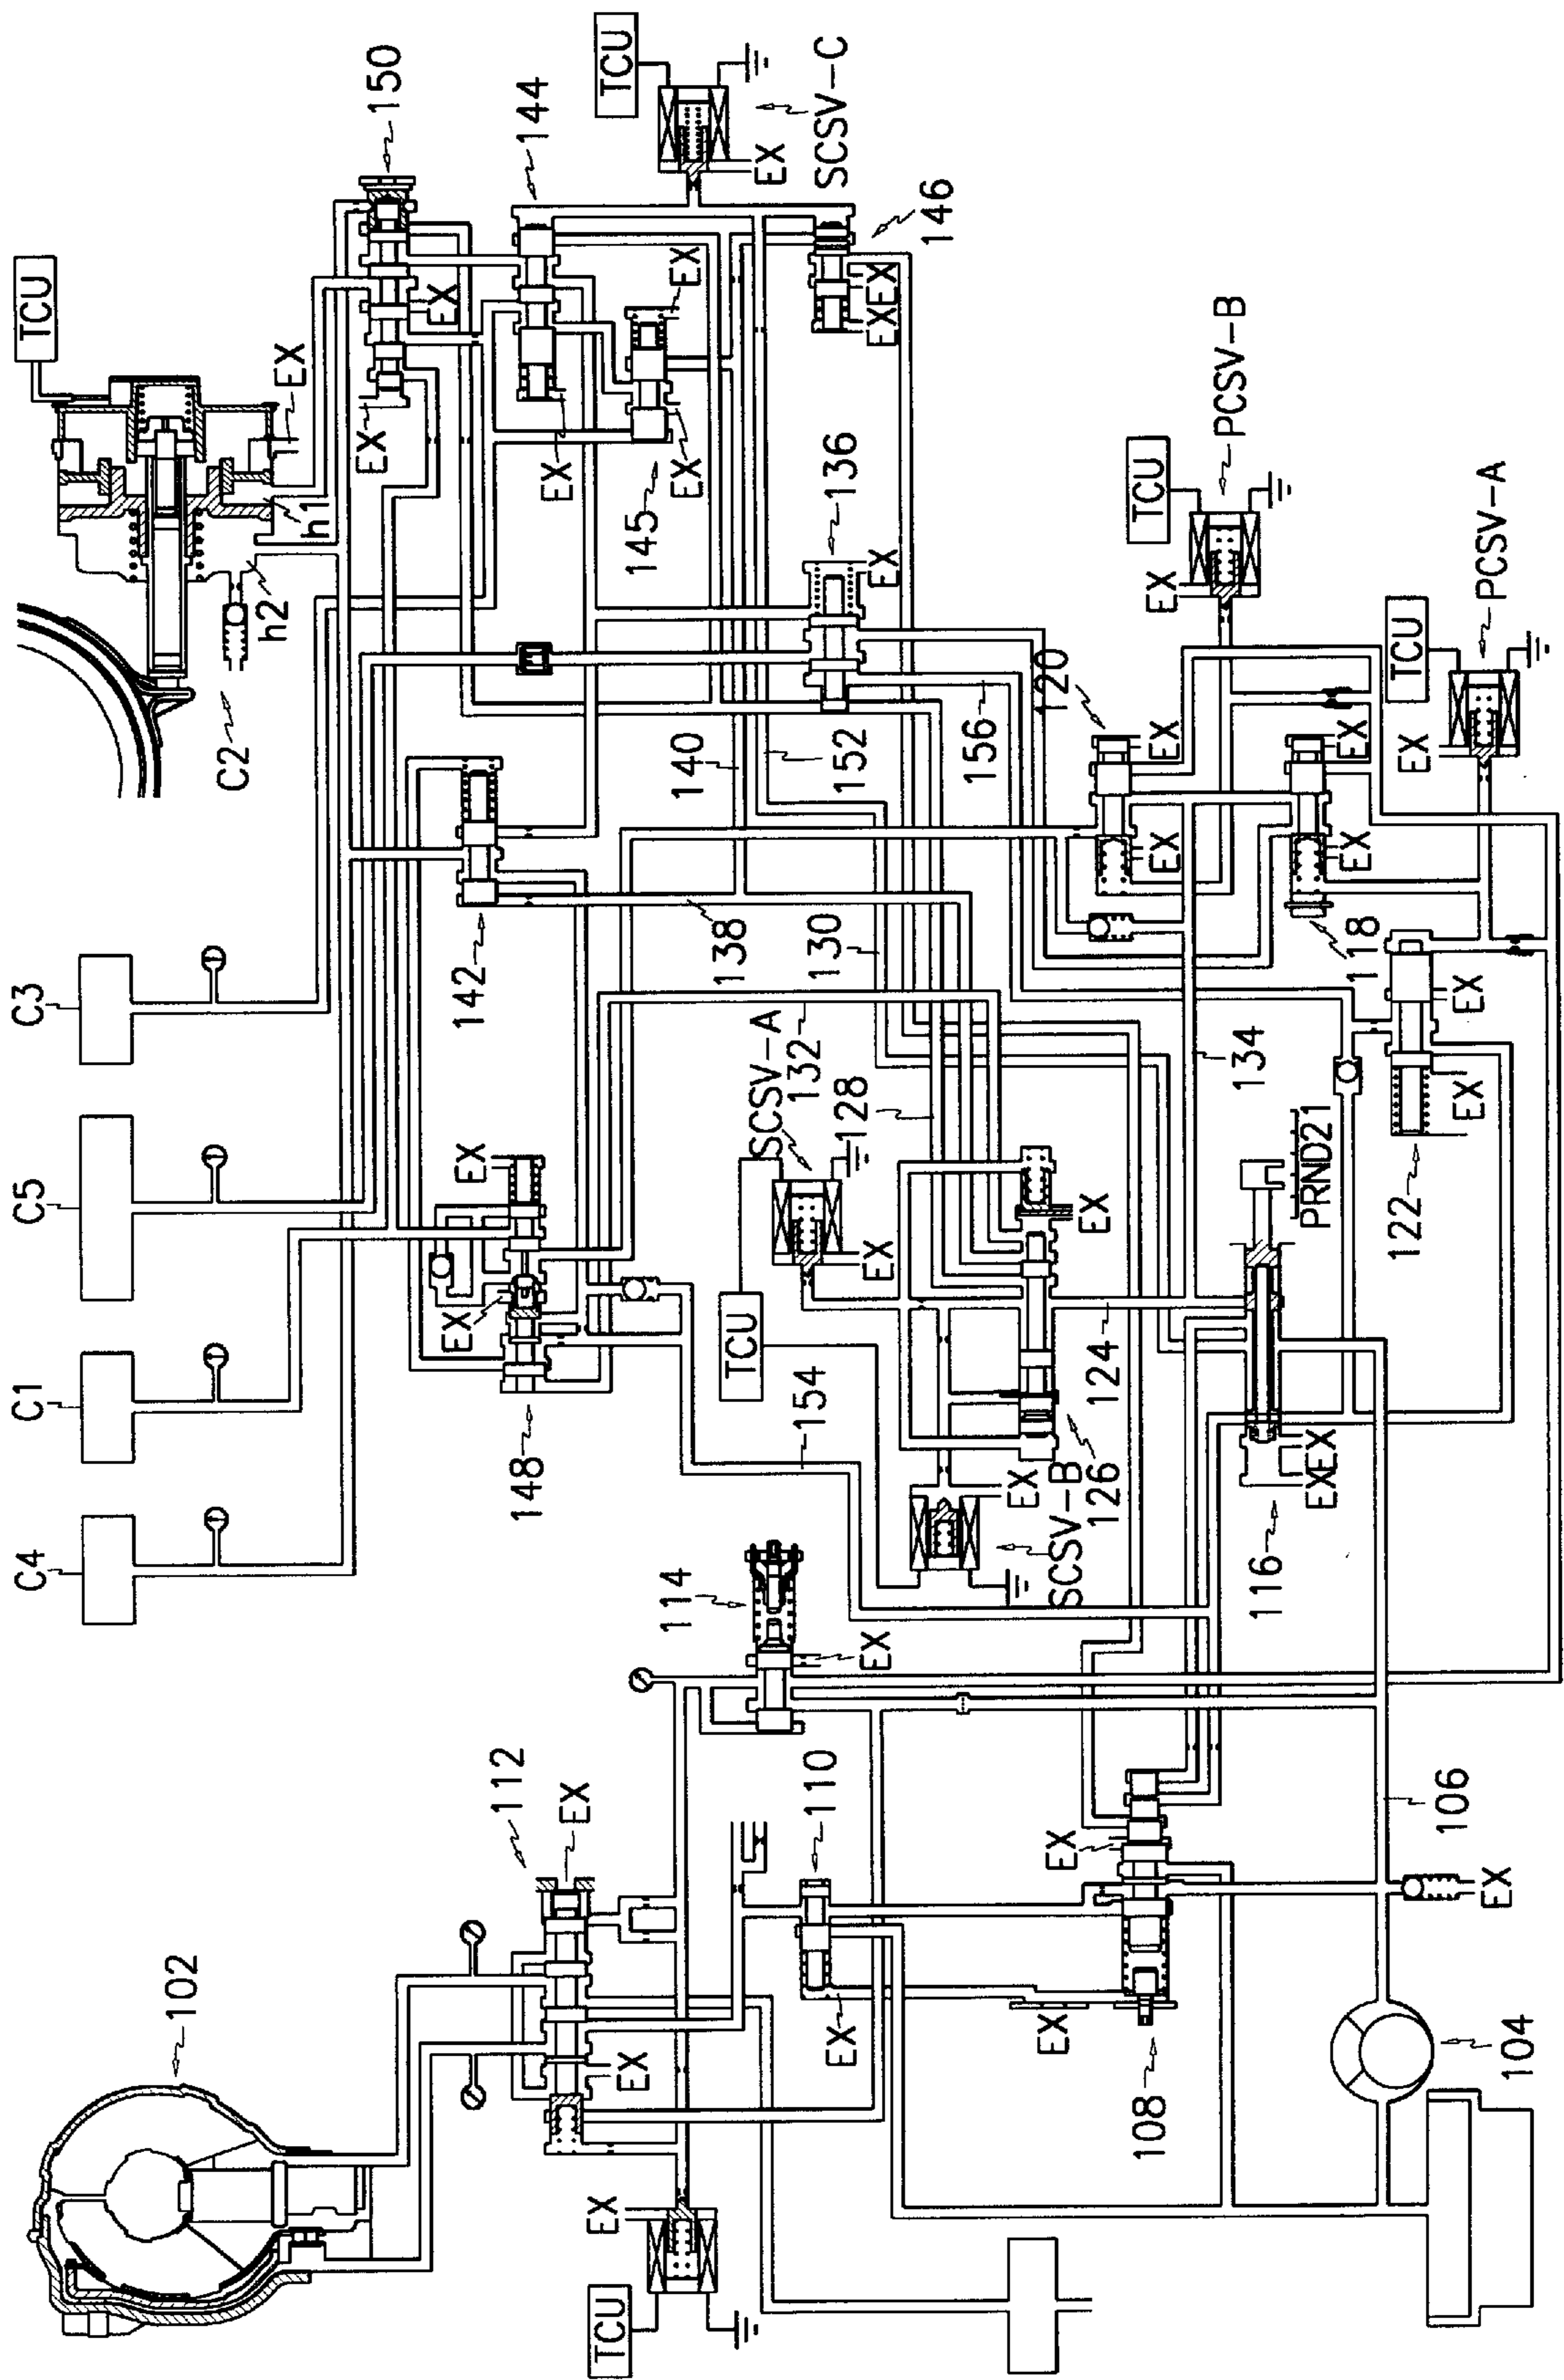 C4
C1
C5
C3
TCU
102
C2
h2
h1
EX
EX
150
EX
EX
EX
142
112
148
144
EX
EX
TCU
EX
EX
TCU
145
EX
EX
114
140
138
TCU
SCSV-A
EX
154
132
110
130
152
136
SCSV-C
EX
EX
128
EX
EX
EXEX
146
156
EX
EX
SCSV-B
EX
120
124
EX
126
108
TCU
EX
EX
EX
134
PCSV-B
116
PRND21
EXEX
118
EX
EX
122
TCU
EX
106
EX
EX
EX
PCSV-A
104